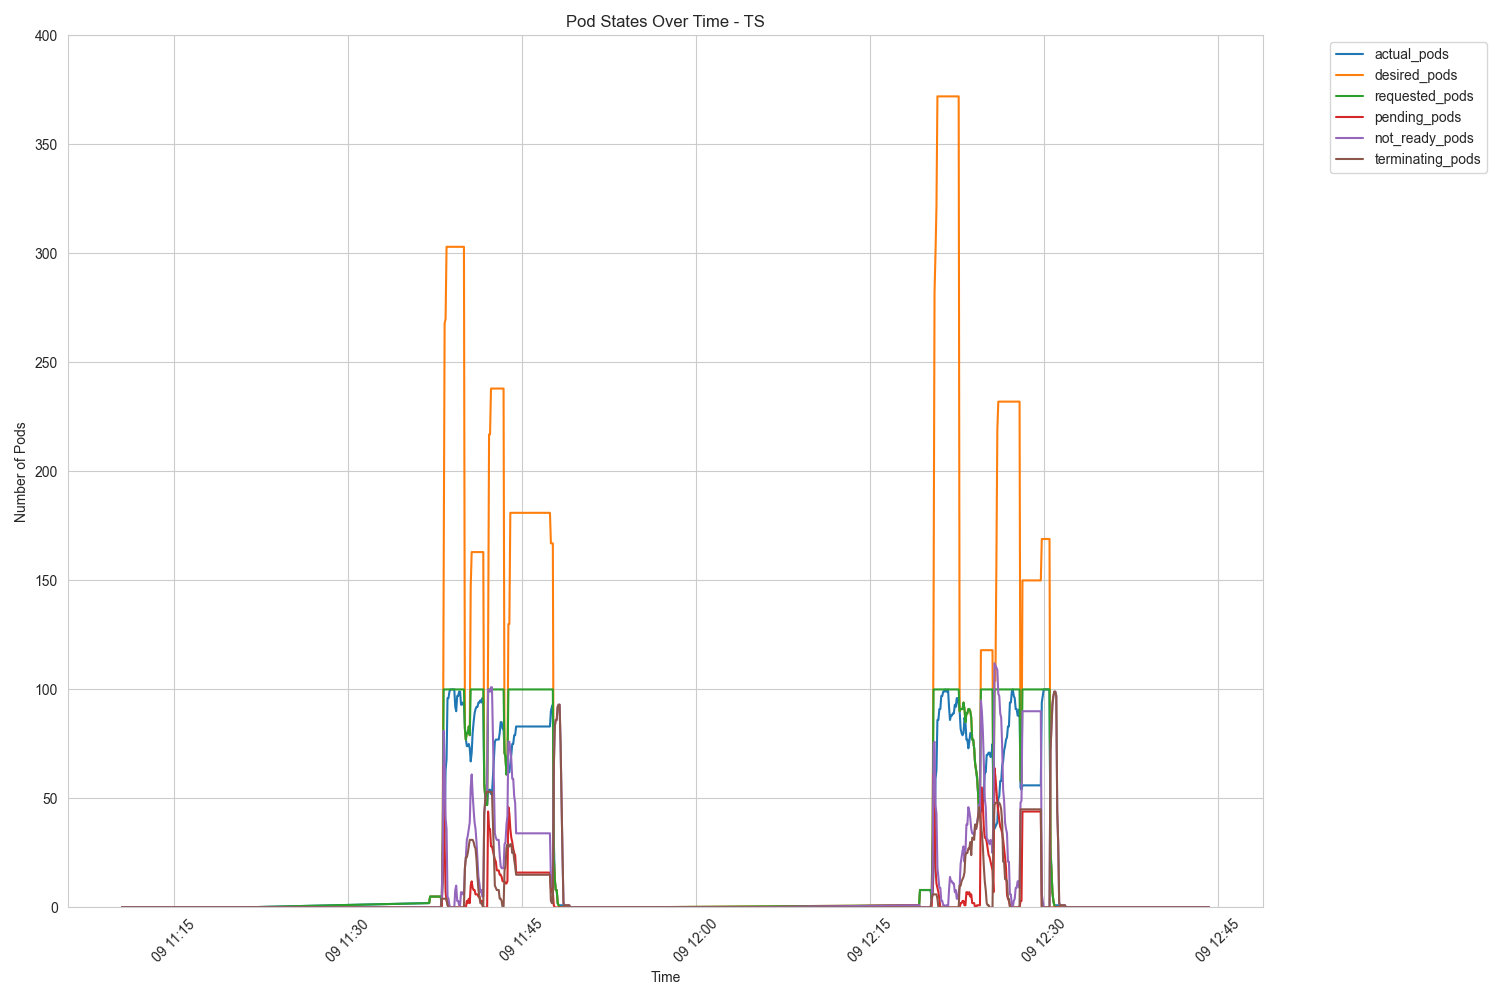 Pod States Over Time - TS
400
350
300
250
200
150
100
50
0
Number of Pods
09 11:15
09 11:30
09 11:45
09 12:00
09 12:15
09 12:30
09 12:45
Time
actual_pods
desired_pods
requested_pods
pending_pods
not_ready_pods
terminating_pods